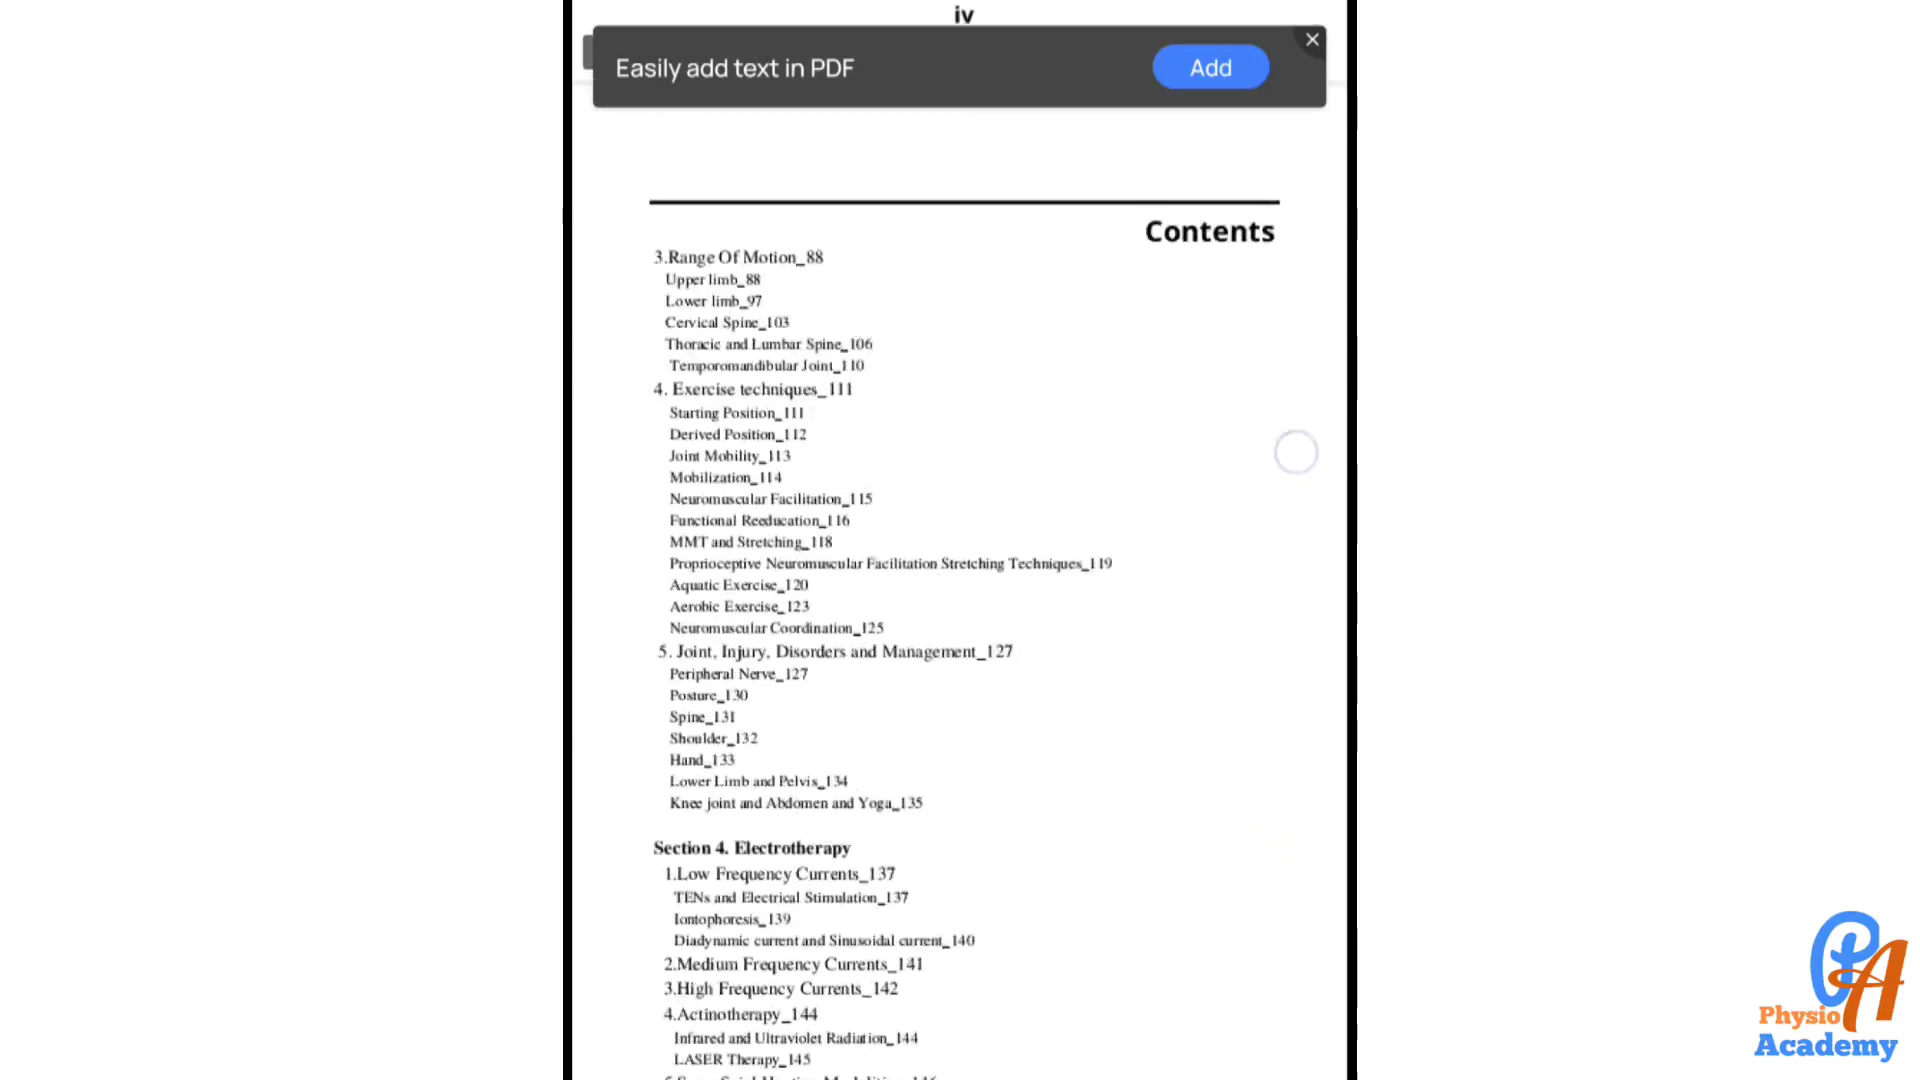 iv
Easily add text in PDF
Add
Contents
3.Range Of Motion_88
Upper limb_88
Lower limb_97
Cervical Spine_103
Thoracic and Lumbar Spine_106
Temporomandibular Joint_110
4. Exercise techniques_111
Starting Position_111
Derived Position_112
Joint Mobility_113
Mobilization_114
Neuromuscular Facilitation_115
Functional Reeducation_116
MMT and Stretching_118
Proprioceptive Neuromuscular Facilitation Stretching Techniques_119
Aquatic Exercise_120
Aerobic Exercise_123
Neuromuscular Coordination_125
5. Joint, Injury, Disorders and Management_127
Peripheral Nerve_127
Posture_130
Spine_131
Shoulder_132
Hand_133
Lower Limb and Pelvis_134
Knee joint and Abdomen and Yoga_135
Section 4. Electrotherapy
1.Low Frequency Currents_137
TENs and Electrical Stimulation_137
Iontophoresis_139
Diadynamic current and Sinusoidal current_140
2.Medium Frequency Currents_141
3.High Frequency Currents_142
4.Actinotherapy_144
Infrared and Ultraviolet Radiation_144
LASER Therapy_145
PA
Physio
Academy